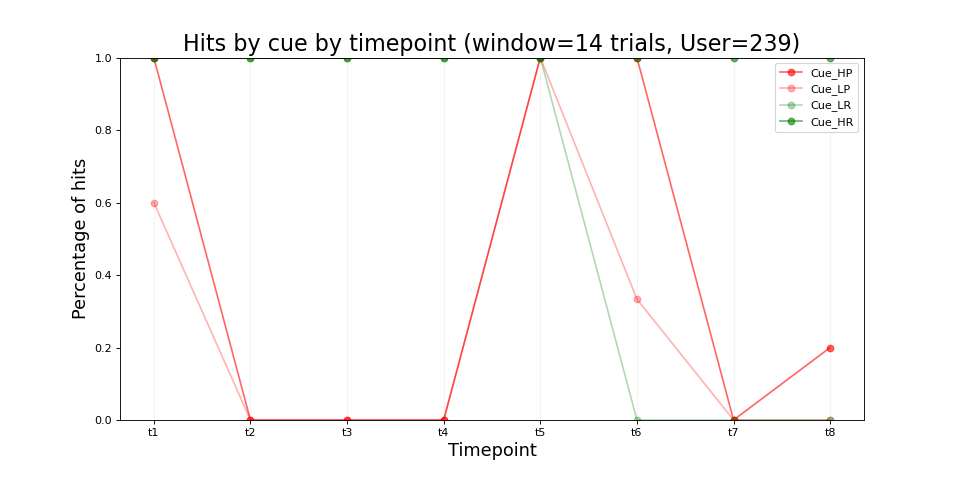 Hits by cue by timepoint (window=14 trials, User=239)
Percentage of hits
1.0
0.8
0.6
0.4
0.2
0.0
Cue_HP
Cue_LP
Cue_LR
Cue_HR
t1 t2 t3 t4 t5 t6 t7 t8
Timepoint